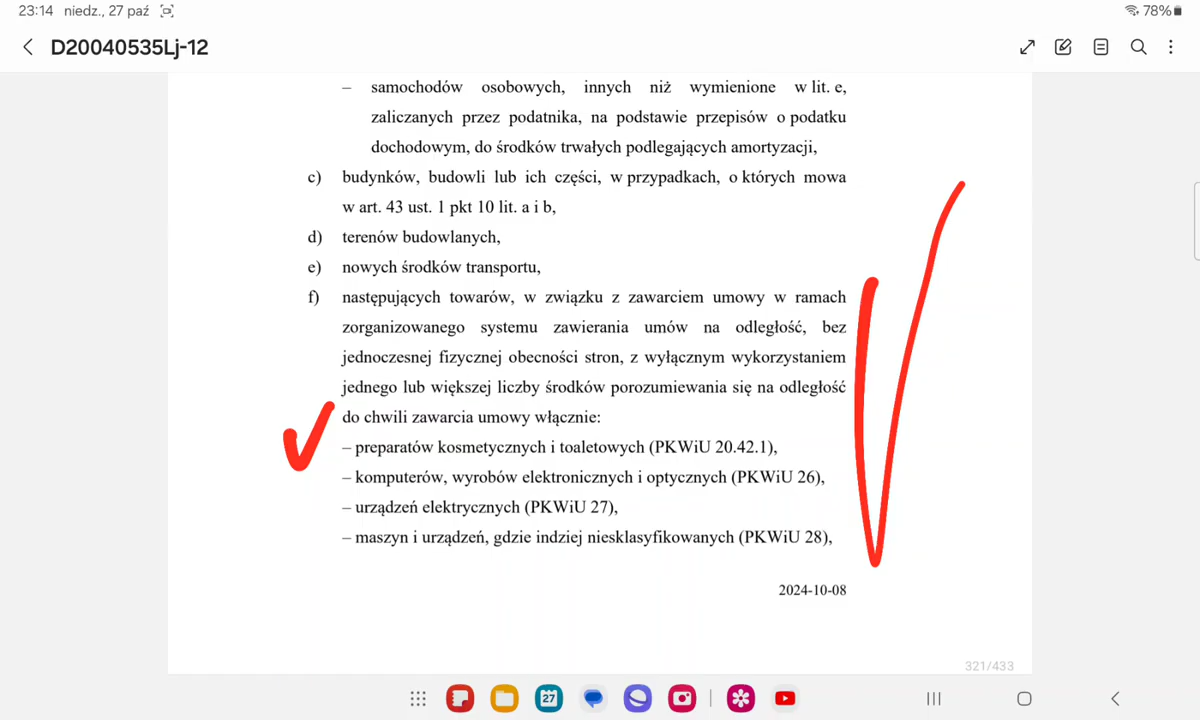 23:14 niedz., 27 paź
78%
D20040535Lj-12
– samochodów osobowych, innych niż wymienione w lit. e,
zaliczanych przez podatnika, na podstawie przepisów o podatku
dochodowym, do środków trwałych podlegających amortyzacji,
c) budynków, budowli lub ich części, w przypadkach, o których mowa
w art. 43 ust. 1 pkt 10 lit. a i b,
d) terenów budowlanych,
e) nowych środków transportu,
f) następujących towarów, w związku z zawarciem umowy w ramach
zorganizowanego systemu zawierania umów na odległość, bez
jednoczesnej fizycznej obecności stron, z wyłącznym wykorzystaniem
jednego lub większej liczby środków porozumiewania się na odległość
do chwili zawarcia umowy włącznie:
– preparatów kosmetycznych i toaletowych (PKWiU 20.42.1),
– komputerów, wyrobów elektronicznych i optycznych (PKWiU 26),
– urządzeń elektrycznych (PKWiU 27),
– maszyn i urządzeń, gdzie indziej niesklasyfikowanych (PKWiU 28),
2024-10-08
321/433
27